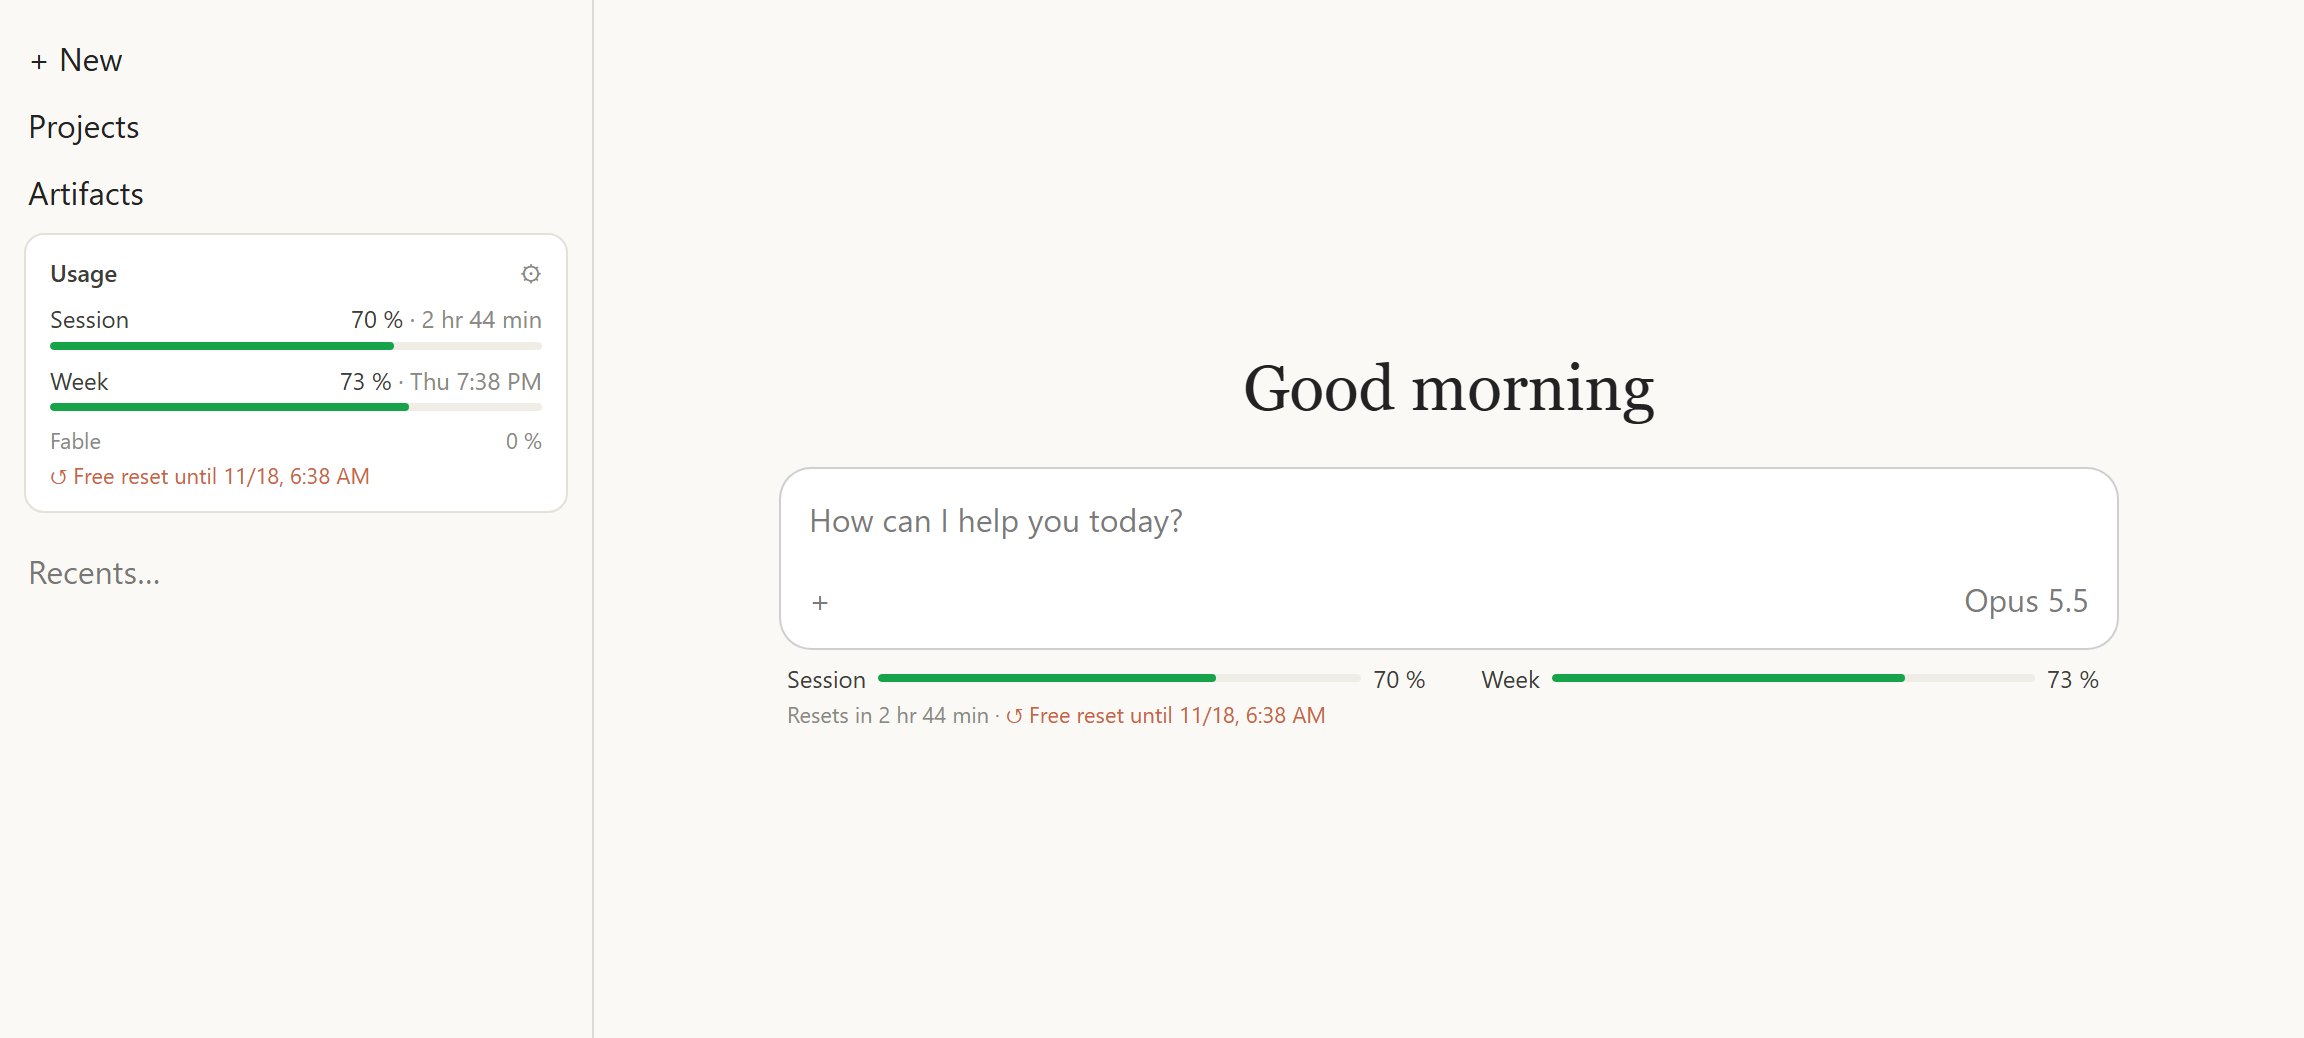 + New
Projects
Artifacts
Usage
Session 70 % · 2 hr 44 min
Week 73 % · Thu 7:38 PM
Fable 0 %
↺ Free reset until 11/18, 6:38 AM
Recents...
Good morning
How can I help you today?
+ Opus 5.5
Session 70 % Week 73 %
Resets in 2 hr 44 min · ↺ Free reset until 11/18, 6:38 AM